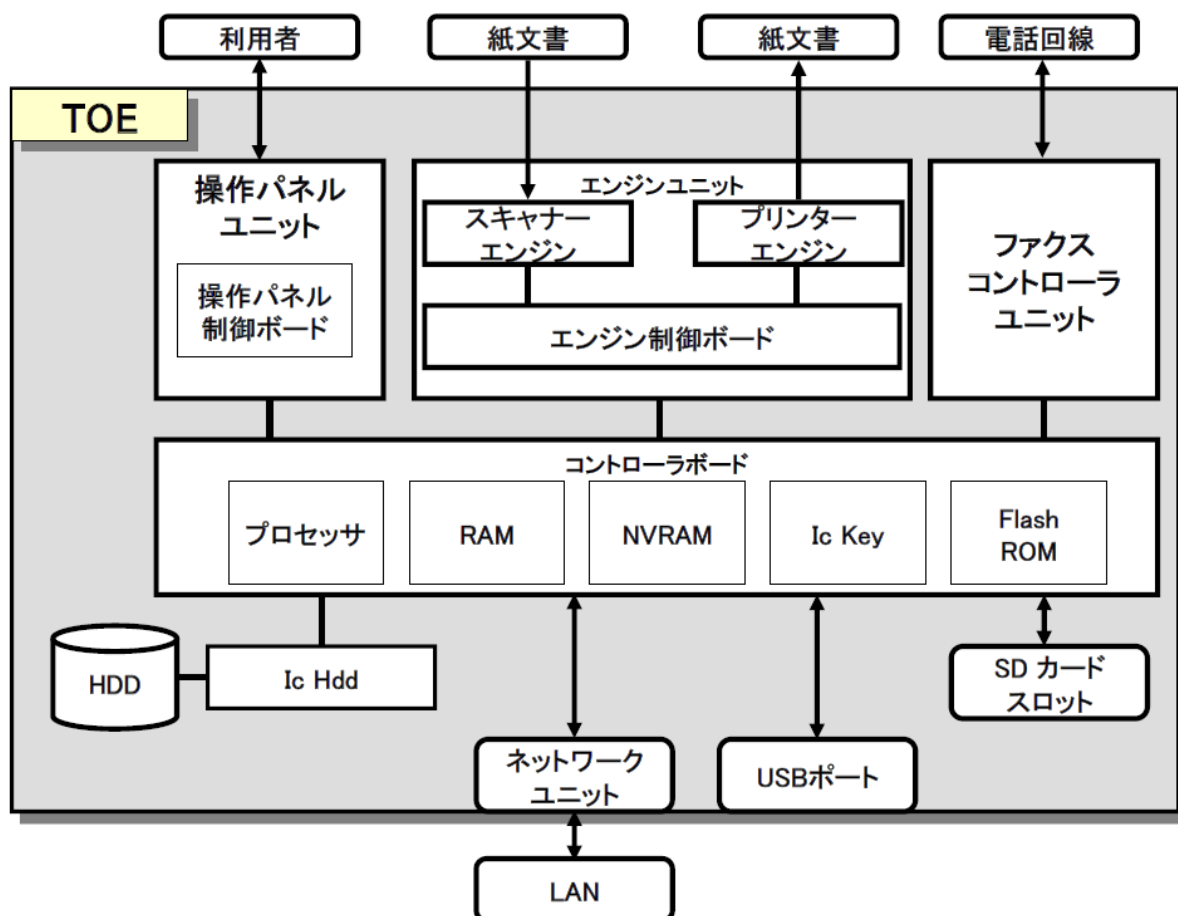 利用者
紙文書
紙文書
電話回線
TOE
操作パネル
ユニット
操作パネル
制御ボード
エンジンユニット
スキャナー
エンジン
プリンター
エンジン
エンジン制御ボード
ファクス
コントローラ
ユニット
コントローラボード
プロセッサ
RAM
NVRAM
Ic Key
Flash
ROM
HDD
Ic Hdd
SD カード
スロット
ネットワーク
ユニット
USBポート
LAN